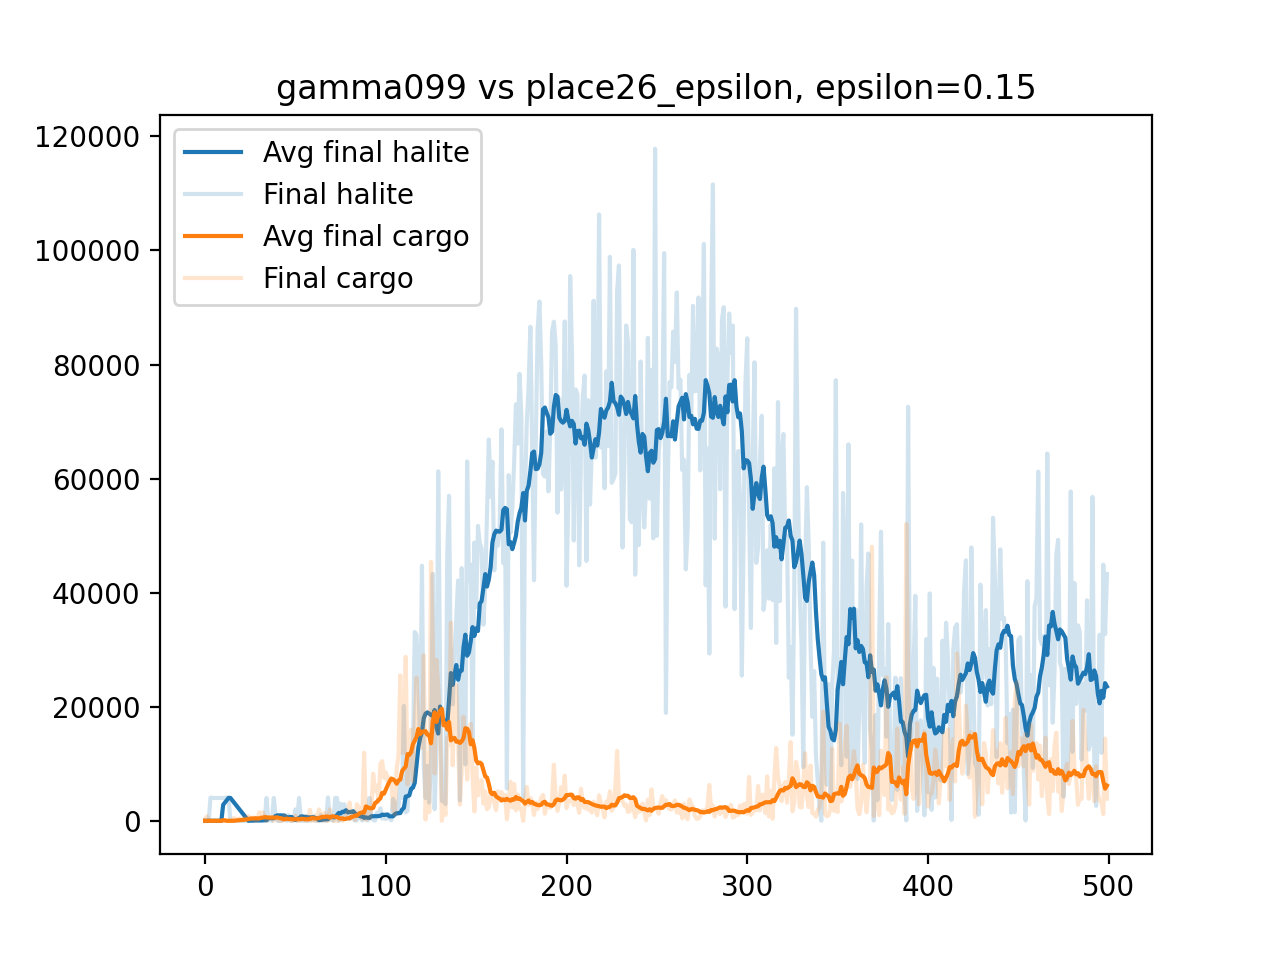 gamma099 vs place26_epsilon, epsilon=0.15
Avg final halite
Final halite
Avg final cargo
Final cargo
120000
100000
80000
60000
40000
20000
0
0 100 200 300 400 500